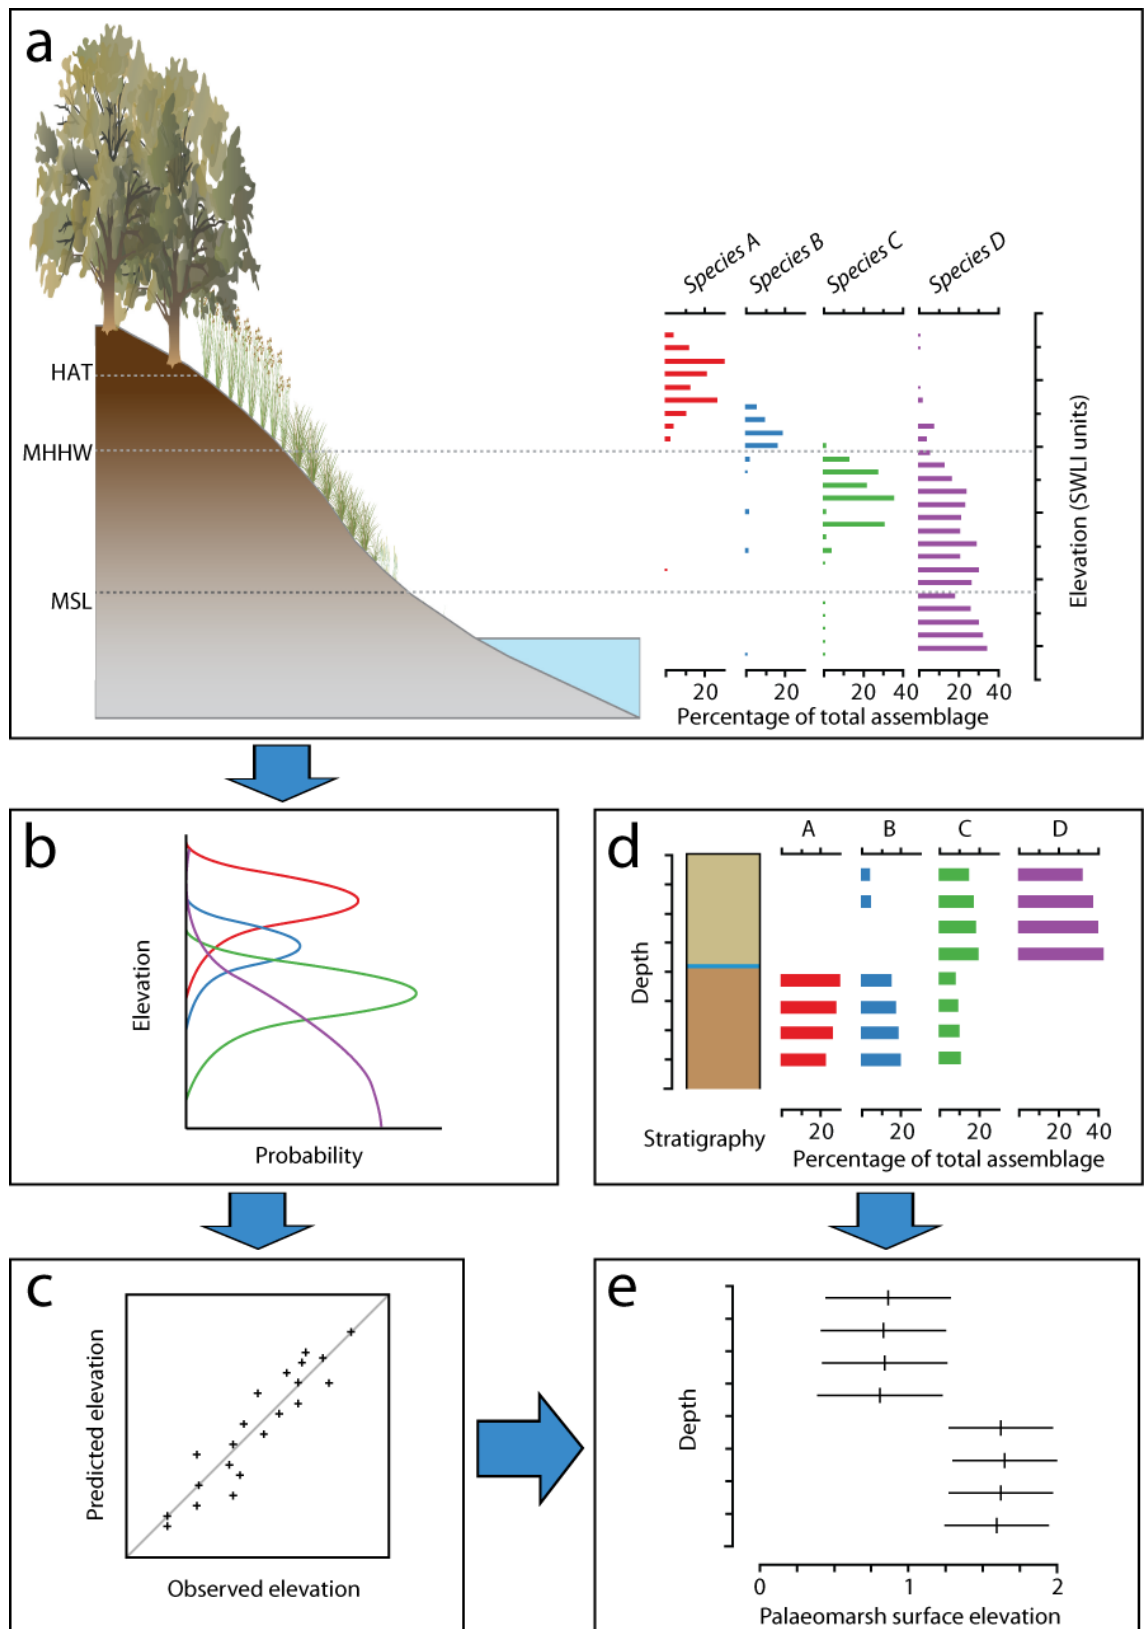 a
Species A
Species B
Species C
Species D
HAT
MHHW
MSL
Elevation (SWLI units)
20
20
20 40
20 40
Percentage of total assemblage
b
Elevation
Probability
d
A
B
C
D
Depth
20
20
20
20 40
Stratigraphy
Percentage of total assemblage
c
Predicted elevation
Observed elevation
e
Depth
0
1
2
Palaeomarsh surface elevation